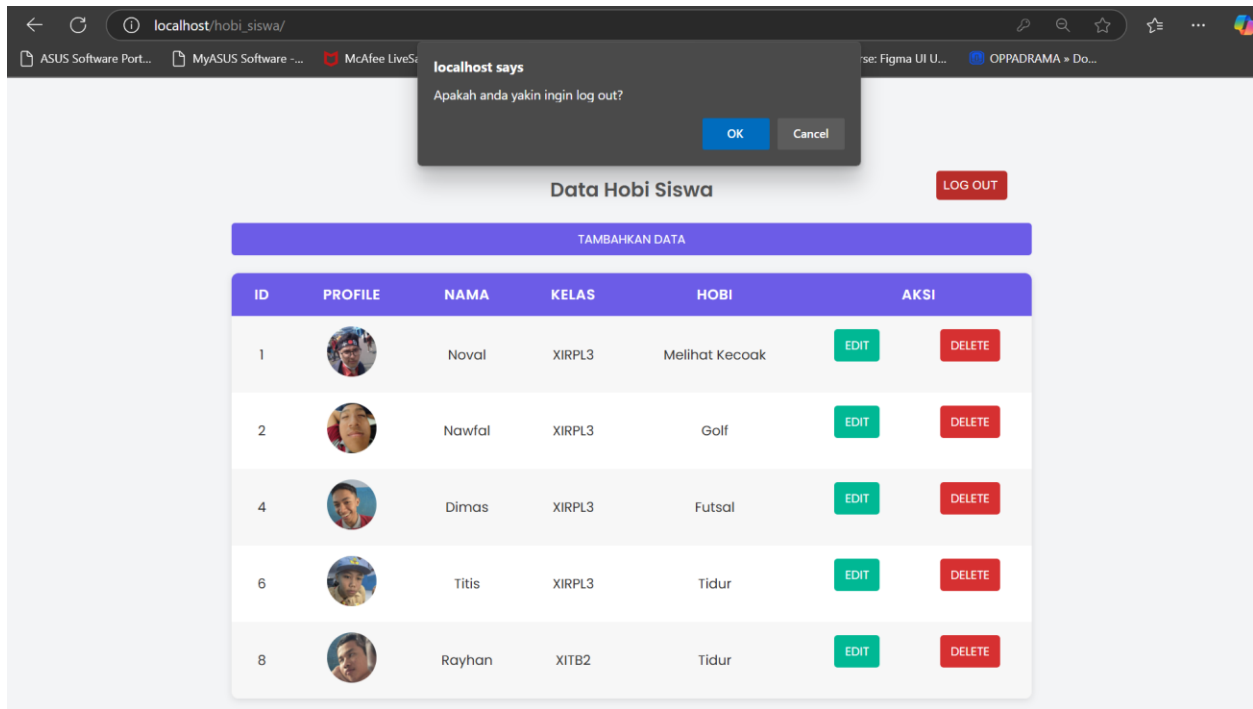 localhost/hobi_siswa/
ASUS Software Port... MyASUS Software -... McAfee LiveSa rse: Figma UI U... OPPADRAMA » Do...
localhost says
Apakah anda yakin ingin log out?
OK Cancel
Data Hobi Siswa LOG OUT
TAMBAHKAN DATA
ID PROFILE NAMA KELAS HOBI AKSI
1 Noval XIRPL3 Melihat Kecoak EDIT DELETE
2 Nawfal XIRPL3 Golf EDIT DELETE
4 Dimas XIRPL3 Futsal EDIT DELETE
6 Titis XIRPL3 Tidur EDIT DELETE
8 Rayhan XITB2 Tidur EDIT DELETE